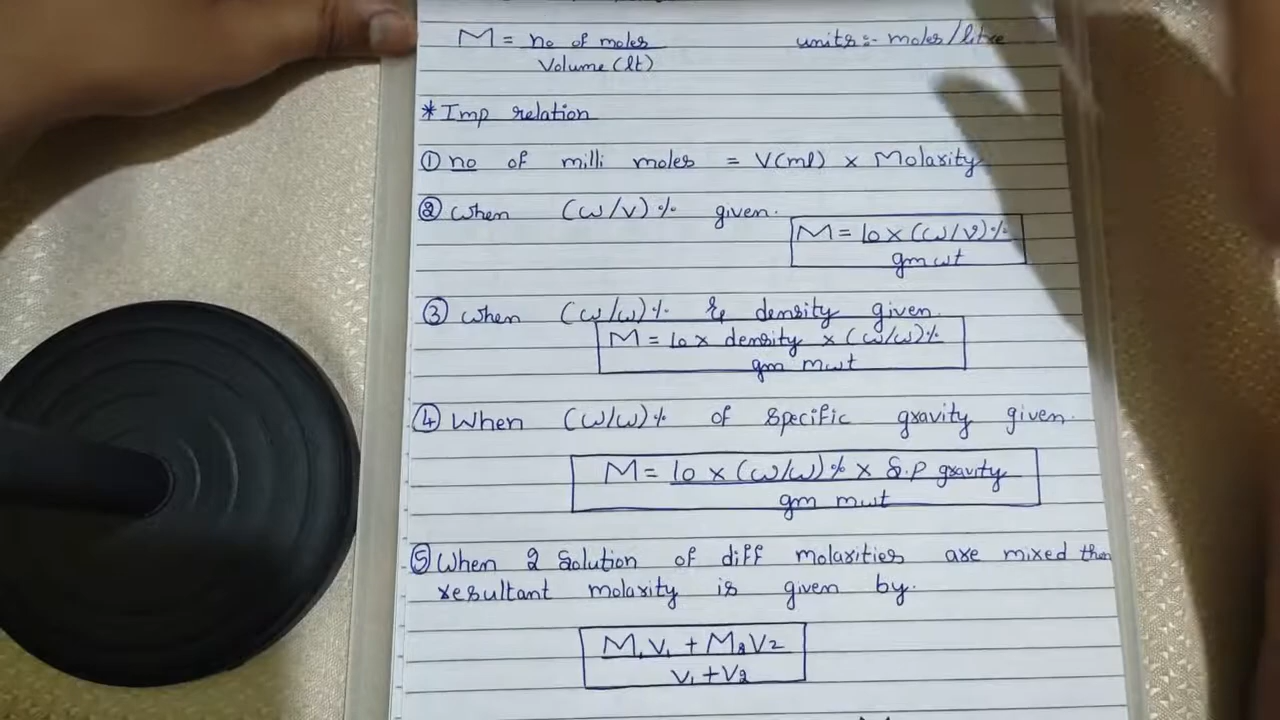 M = no of moles
Volume (lt)
units :- moles/litre
* Imp relation
① no of milli moles = V(ml) x Molarity
② When (w/v)% given.
M = 10 x (w/v)%
gm wt
③ When (w/w)% & density given
M = 10 x density x (w/w)%
gm mwt
④ When (w/w)% of Specific gravity given.
M = 10 x (w/w)% x S.P gravity
gm mwt
⑤ When 2 Solution of diff molarities are mixed then
resultant molarity is given by.
M₁V₁ + M₂V₂
V₁ + V₂